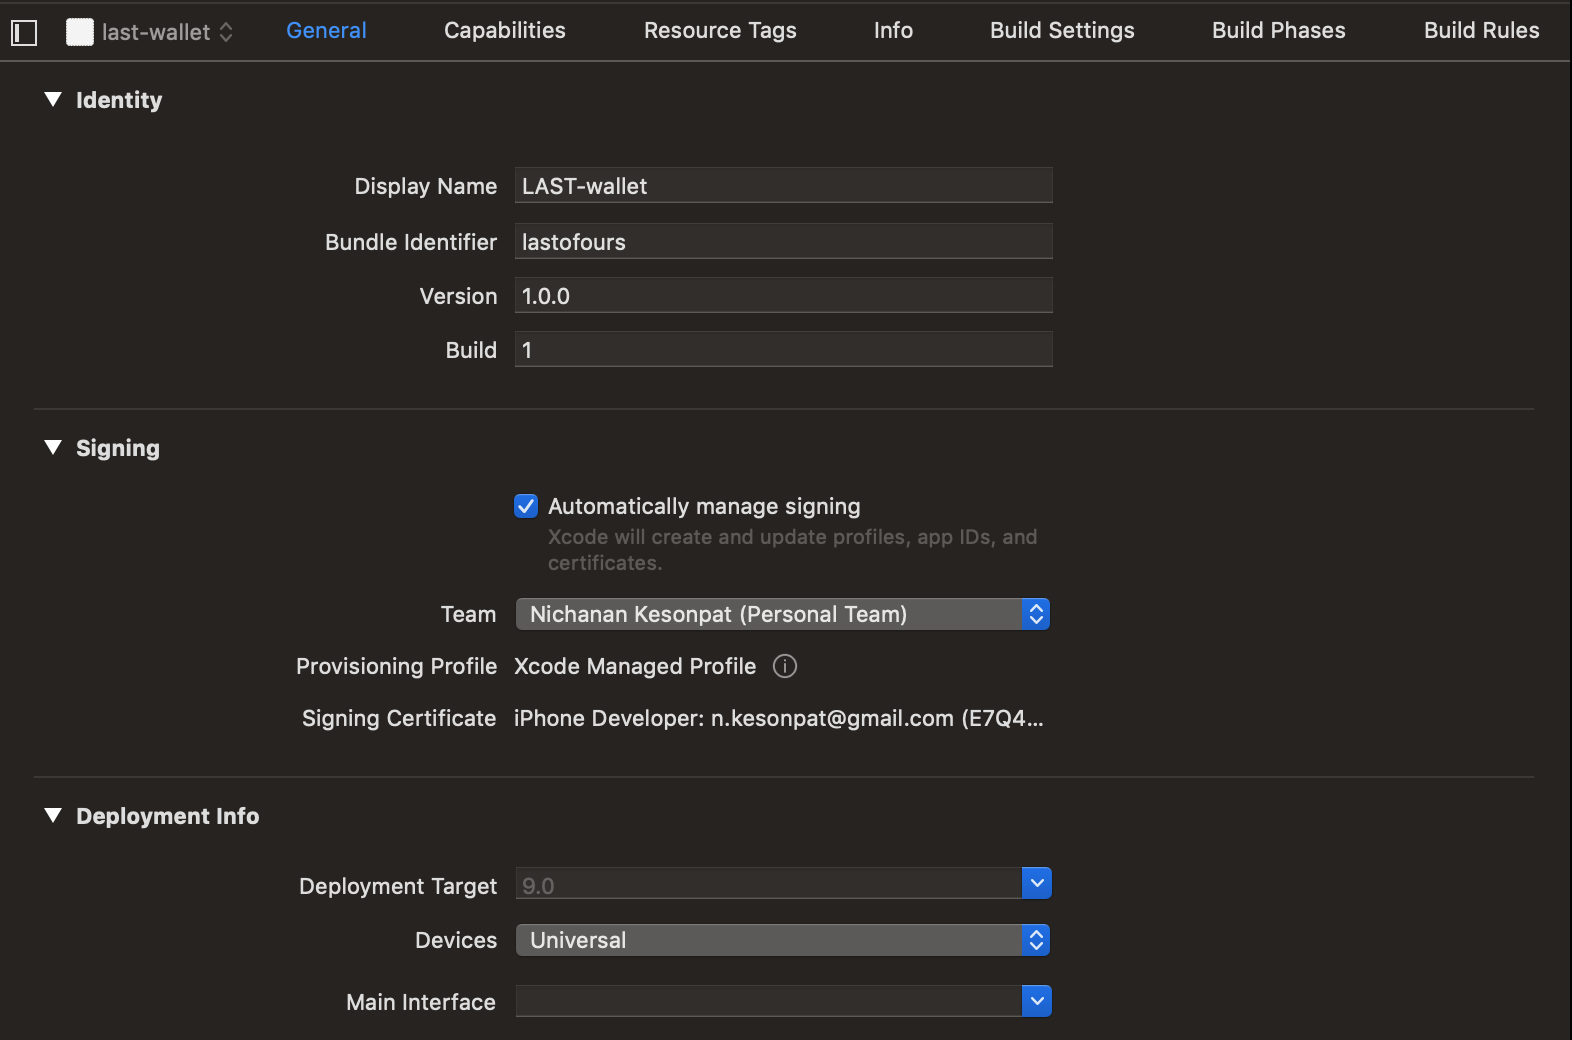 last-wallet General Capabilities Resource Tags Info Build Settings Build Phases Build Rules
Identity
Display Name LAST-wallet
Bundle Identifier lastofours
Version 1.0.0
Build 1
Signing
Automatically manage signing
Xcode will create and update profiles, app IDs, and
certificates.
Team Nichanan Kesonpat (Personal Team)
Provisioning Profile Xcode Managed Profile
Signing Certificate iPhone Developer: n.kesonpat@gmail.com (E7Q4...
Deployment Info
Deployment Target 9.0
Devices Universal
Main Interface